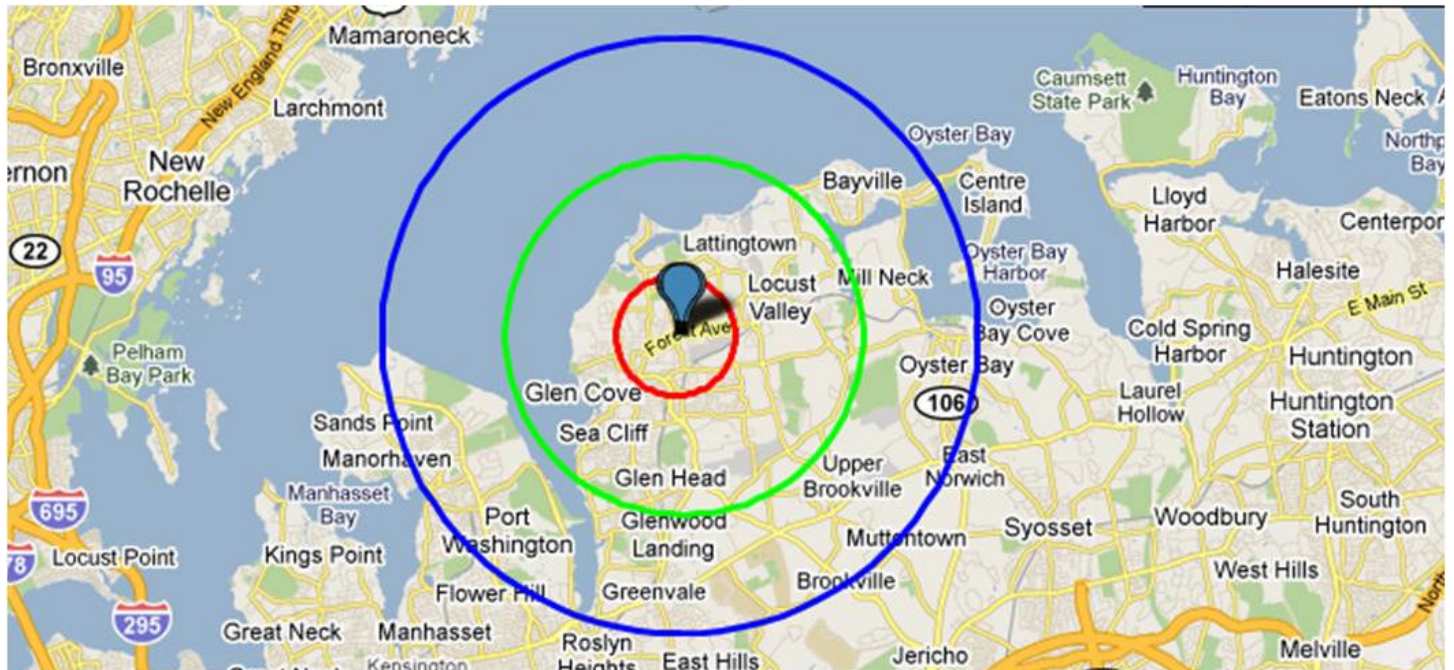 Mamaroneck
Bronxville
New England Thru
Larchmont
Caumsett
State Park
Huntington
Bay
Eatons Neck
New
Rochelle
Oyster Bay
Bayville
Centre
Island
Lloyd
Harbor
Centerpor
22
95
Lattingtown
Locust
Valley
Mill Neck
Oyster Bay
Harbor
Halesite
E Main St
Forest Ave
Oyster
Bay Cove
Cold Spring
Harbor
Huntington
Pelham
Bay Park
Glen Cove
Oyster Bay
106
Laurel
Hollow
Huntington
Station
Sands Point
Sea Cliff
Manorhaven
Glen Head
Upper
Brookville
East
Norwich
Manhasset
Bay
695
Port
Washington
Glenwood
Landing
Muttontown
Syosset
Woodbury
South
Huntington
78
Locust Point
Kings Point
Flower Hill
Greenvale
Brookville
West Hills
295
Great Neck
Manhasset
Roslyn
Heights
East Hills
Jericho
Melville
Kensington